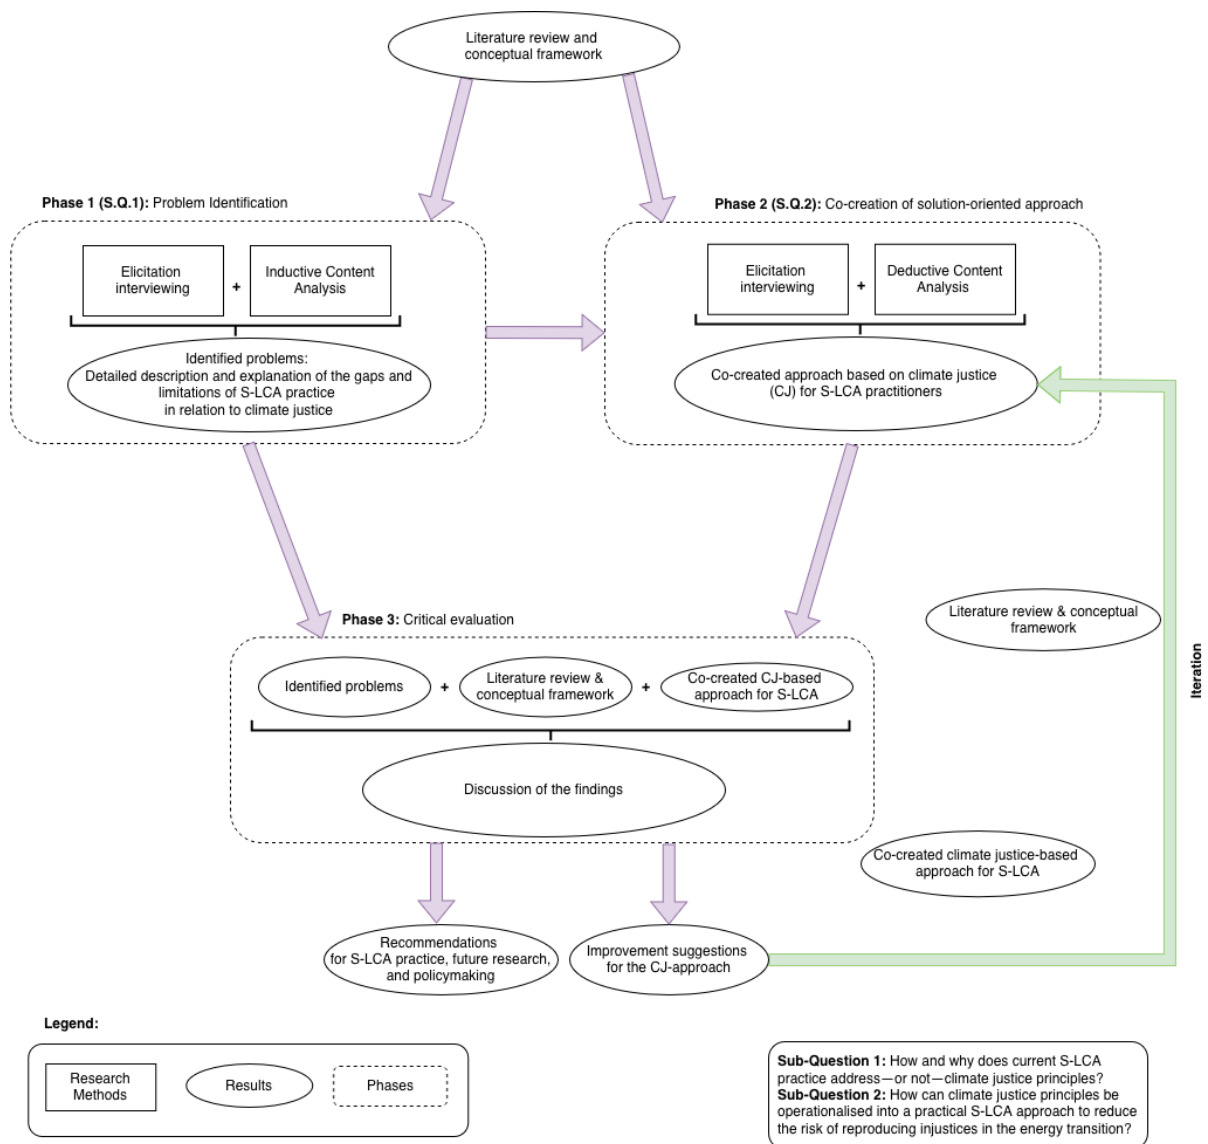 Literature review and
conceptual framework
Phase 1 (S.Q.1): Problem Identification
Phase 2 (S.Q.2): Co-creation of solution-oriented approach
Elicitation
interviewing
+
Inductive Content
Analysis
Identified problems:
Detailed description and explanation of the gaps and
limitations of S-LCA practice
in relation to climate justice
Elicitation
interviewing
+
Deductive Content
Analysis
Co-created approach based on climate justice
(CJ) for S-LCA practitioners
Phase 3: Critical evaluation
Identified problems
+
Literature review &
conceptual framework
+
Co-created CJ-based
approach for S-LCA
Discussion of the findings
Literature review & conceptual
framework
Iteration
Co-created climate justice-based
approach for S-LCA
Recommendations
for S-LCA practice, future research,
and policymaking
Improvement suggestions
for the CJ-approach
Legend:
Research
Methods
Results
Phases
Sub-Question 1: How and why does current S-LCA
practice address—or not—climate justice principles?
Sub-Question 2: How can climate justice principles be
operationalised into a practical S-LCA approach to reduce
the risk of reproducing injustices in the energy transition?